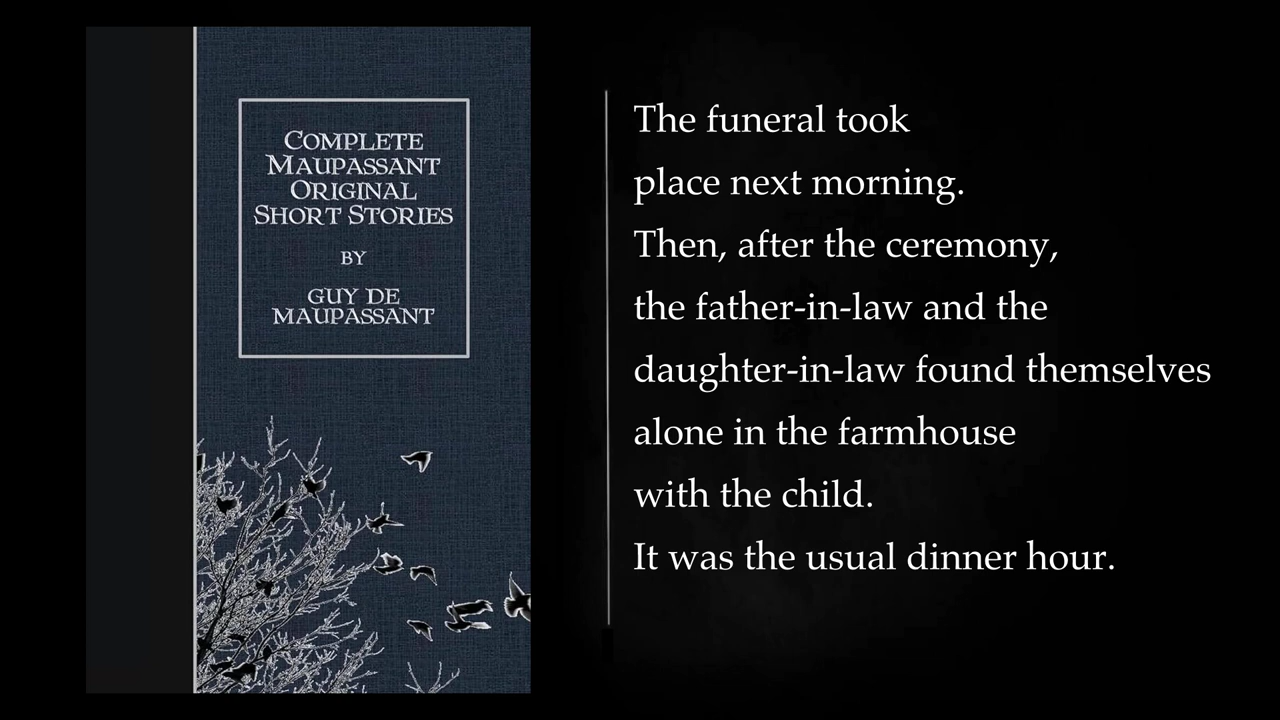 COMPLETE
MAUPASSANT
ORIGINAL
SHORT STORIES
BY
GUY DE
MAUPASSANT
The funeral took
place next morning.
Then, after the ceremony,
the father-in-law and the
daughter-in-law found themselves
alone in the farmhouse
with the child.
It was the usual dinner hour.